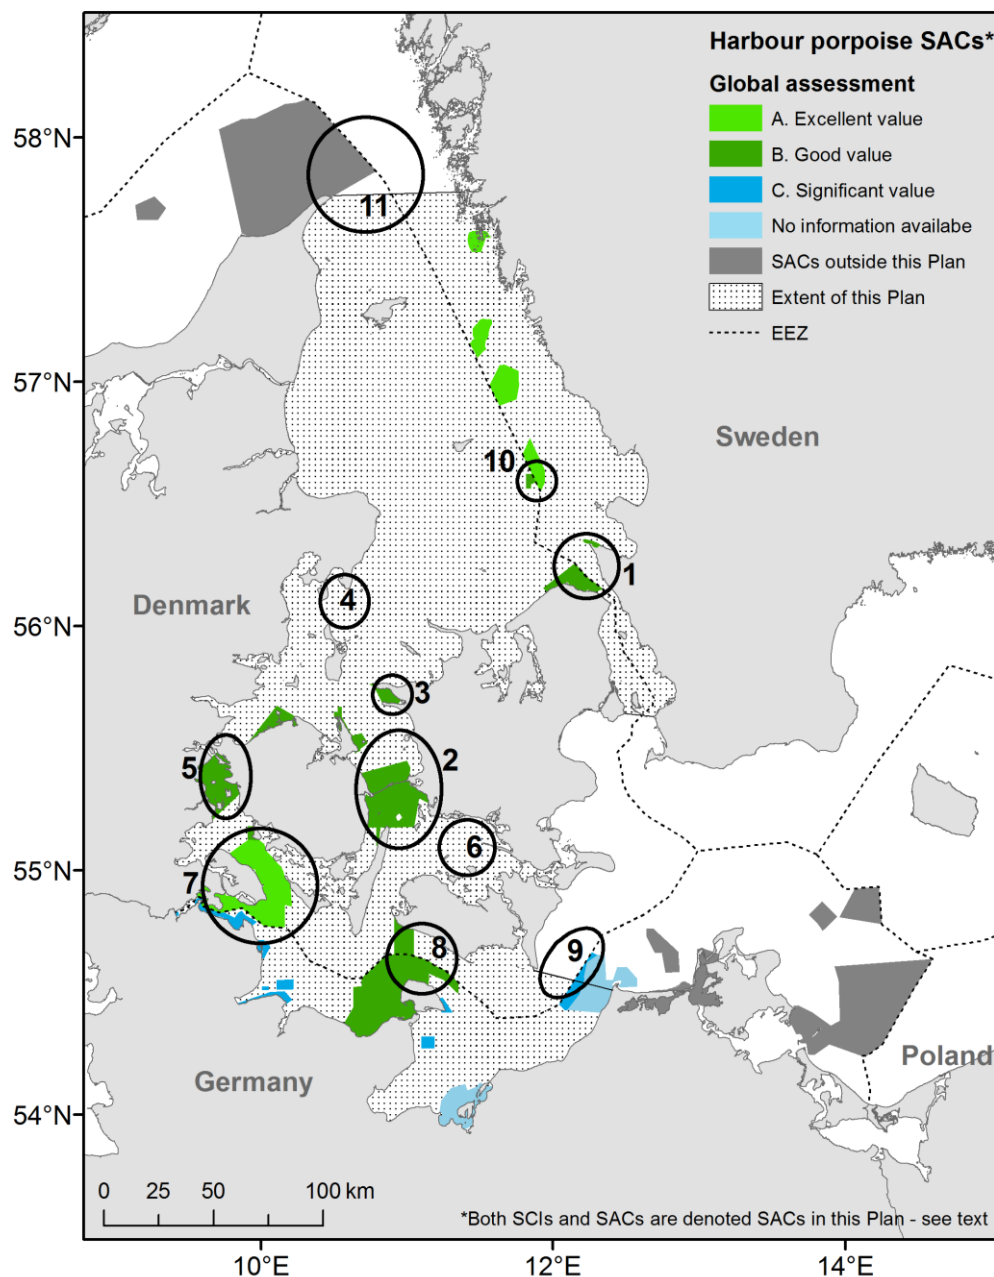 Harbour porpoise SACs*
Global assessment
A. Excellent value
B. Good value
C. Significant value
No information availabe
SACs outside this Plan
Extent of this Plan
EEZ
58°N
11
57°N
Sweden
10
1
Denmark
4
56°N
3
5
2
6
55°N
7
8
9
Poland
Germany
54°N
0 25 50 100 km
*Both SCIs and SACs are denoted SACs in this Plan - see text
10°E 12°E 14°E